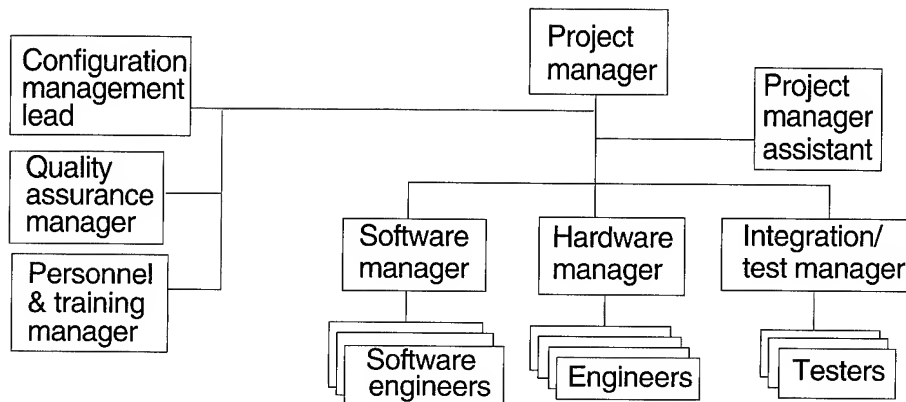 Project
manager
Configuration
management
lead
Project
manager
assistant
Quality
assurance
manager
Personnel
& training
manager
Software
manager
Hardware
manager
Integration/
test manager
Software
engineers
Engineers
Testers